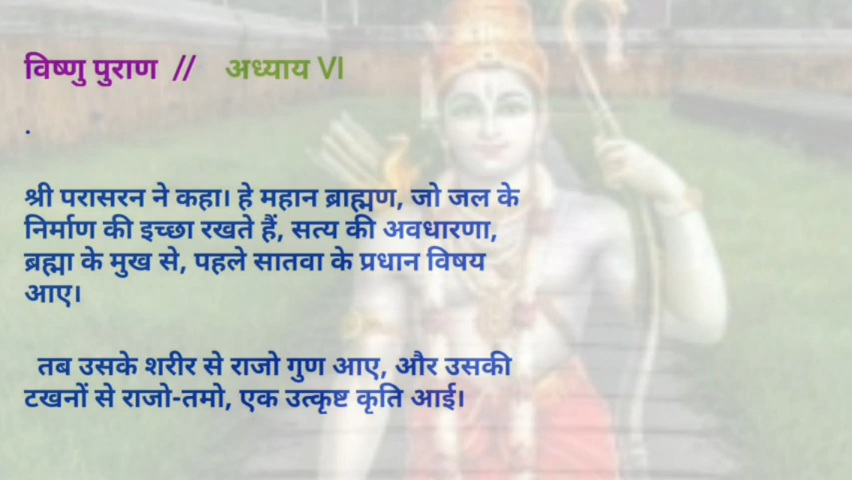 विष्णु पुराण // अध्याय VI
.
श्री परासरन ने कहा। हे महान ब्राह्मण, जो जल के
निर्माण की इच्छा रखते हैं, सत्य की अवधारणा,
ब्रह्मा के मुख से, पहले सातवा के प्रधान विषय
आए।
तब उसके शरीर से राजो गुण आए, और उसकी
टखनों से राजो-तमो, एक उत्कृष्ट कृति आई।